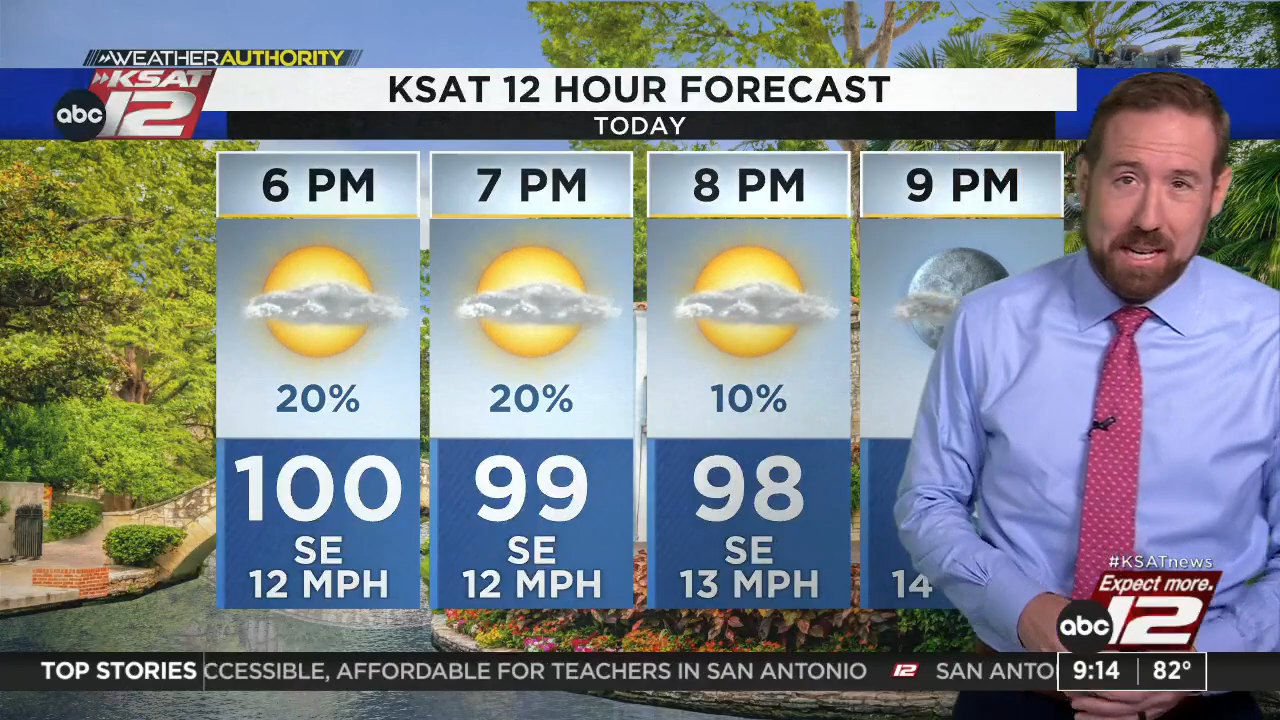 WEATHERAUTHORITY
KSAT
abc 12
KSAT 12 HOUR FORECAST
TODAY
6 PM
7 PM
8 PM
9 PM
20%
20%
10%
100
99
98
SE
SE
SE
12 MPH
12 MPH
13 MPH
14
#KSATnews
Expect more.
abc 12
TOP STORIES
CCESSIBLE, AFFORDABLE FOR TEACHERS IN SAN ANTONIO 12 SAN ANTO
9:14 82°